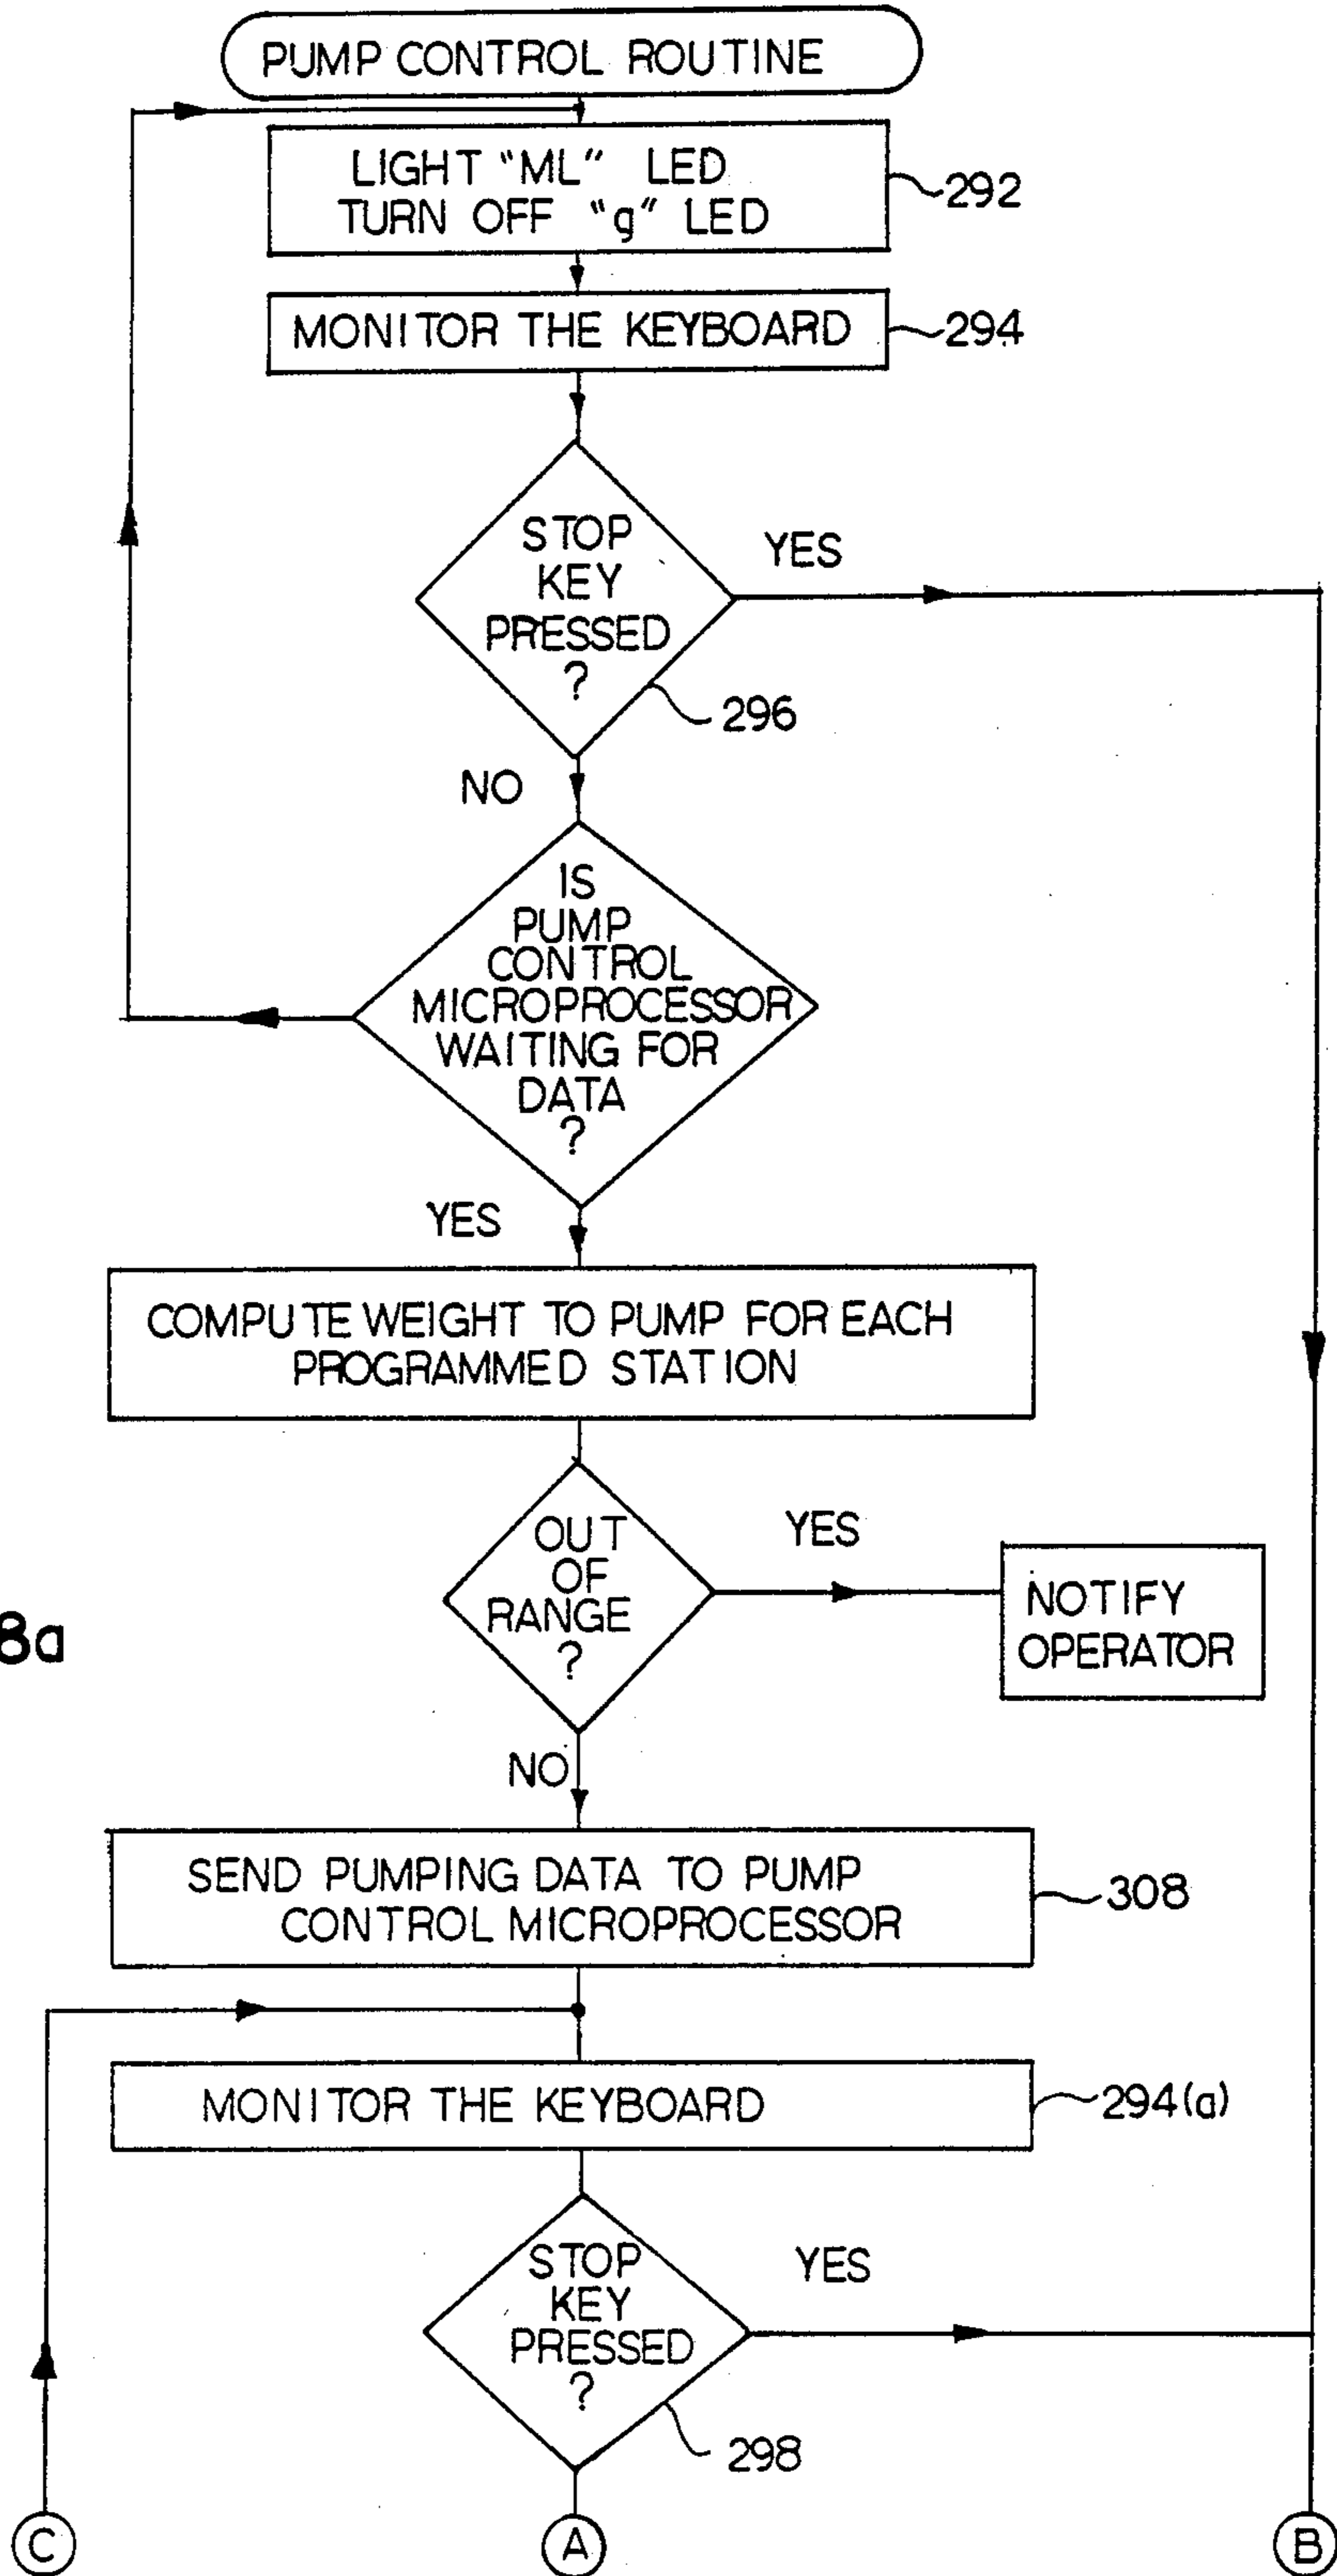 PUMP CONTROL ROUTINE
LIGHT "ML" LED
TURN OFF "g" LED
292
MONITOR THE KEYBOARD
294
STOP
KEY
PRESSED
?
YES
296
NO
IS
PUMP
CONTROL
MICROPROCESSOR
WAITING FOR
DATA
?
YES
COMPUTE WEIGHT TO PUMP FOR EACH
PROGRAMMED STATION
OUT
OF
RANGE
?
YES
NOTIFY
OPERATOR
8a
NO
SEND PUMPING DATA TO PUMP
CONTROL MICROPROCESSOR
308
MONITOR THE KEYBOARD
294(a)
STOP
KEY
PRESSED
?
YES
298
C
A
B